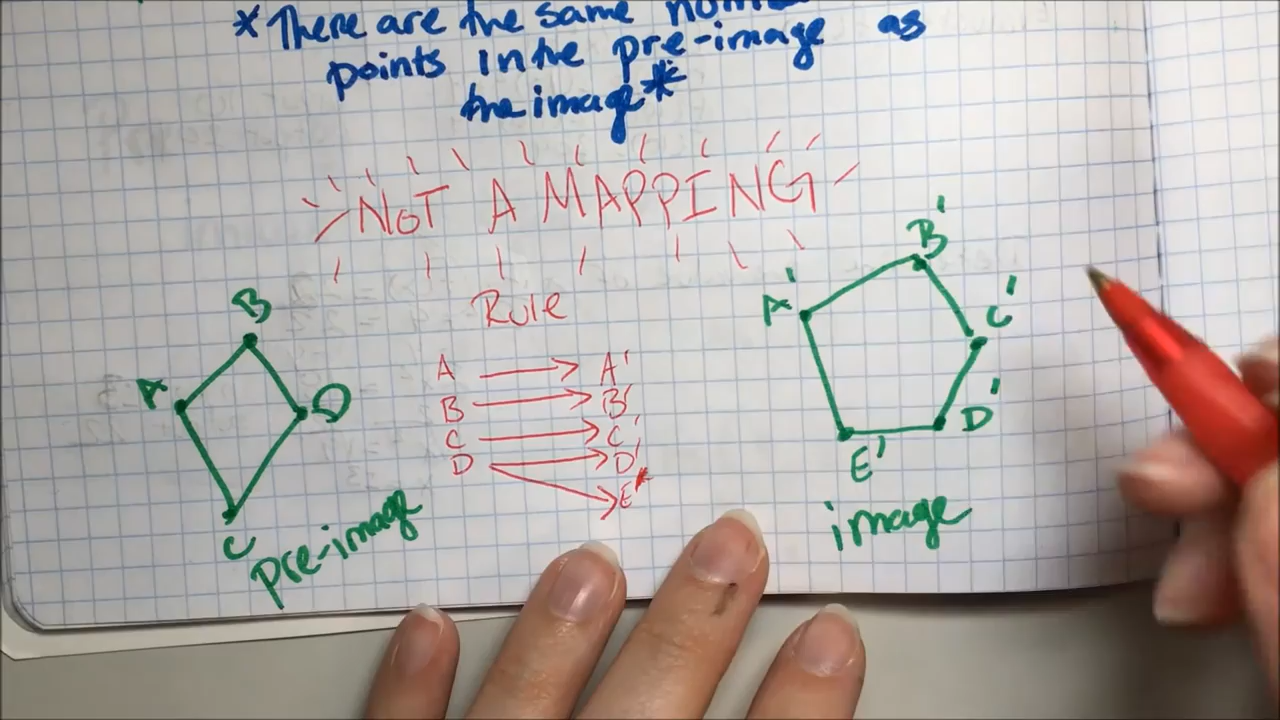 *There are the same
points in the pre-image as
the image*
NOT A MAPPING
Rule
A → A'
B → B'
C → C'
D → D'
E'
A
B
D
C
pre-image
A'
B'
C'
D'
E'
image